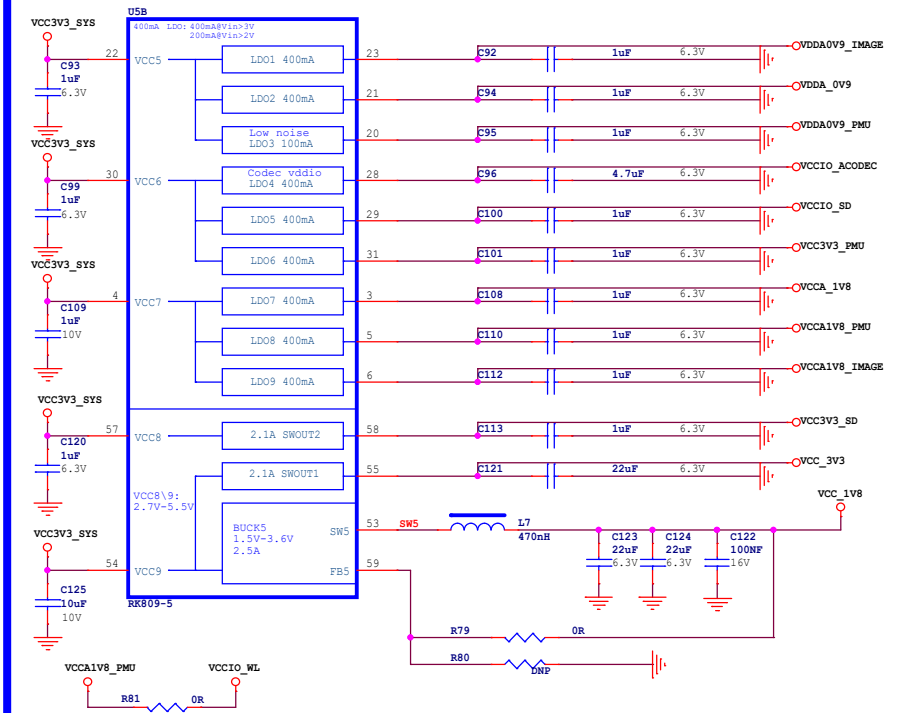 U5B
VCC3V3_SYS
400mA LDO: 400mA@Vin>3V
200mA@Vin>2V
22 VCC5 LDO1 400mA 23 C92 1uF 6.3V VDDA0V9_IMAGE
C93
1uF
6.3V
LDO2 400mA 21 C94 1uF 6.3V VDDA_0V9
Low noise
LDO3 100mA 20 C95 1uF 6.3V VDDA0V9_PMU
VCC3V3_SYS
30 VCC6 Codec vddio
LDO4 400mA 28 C96 4.7uF 6.3V VCCIO_ACODEC
C99
1uF
6.3V
LDO5 400mA 29 C100 1uF 6.3V VCCIO_SD
LDO6 400mA 31 C101 1uF 6.3V VCC3V3_PMU
VCC3V3_SYS
4 VCC7 LDO7 400mA 3 C108 1uF 6.3V VCCA_1V8
C109
1uF
10V
LDO8 400mA 5 C110 1uF 6.3V VCCA1V8_PMU
LDO9 400mA 6 C112 1uF 6.3V VCCA1V8_IMAGE
VCC3V3_SYS
57 VCC8 2.1A SWOUT2 58 C113 1uF 6.3V VCC3V3_SD
C120
1uF
6.3V
2.1A SWOUT1 55 C121 22uF 6.3V VCC_3V3
VCC8\9:
2.7V-5.5V
VCC_1V8
BUCK5
1.5V-3.6V
2.5A
SW5 53 SW5 L7
470nH
VCC3V3_SYS
C123
22uF
6.3V
C124
22uF
6.3V
C122
100NF
16V
54 VCC9 FB5 59
C125
10uF
10V
RK809-5
R79 0R
R80 DNP
VCCA1V8_PMU VCCIO_WL
R81 0R